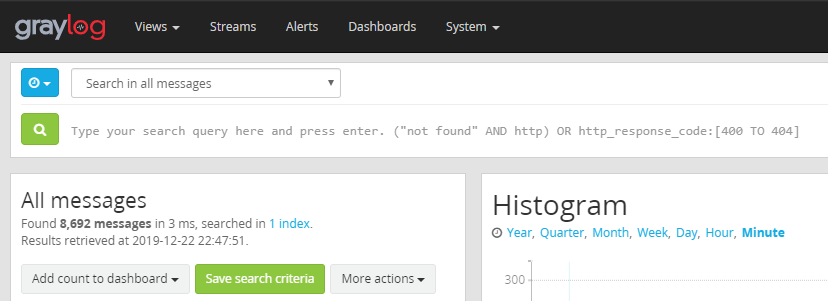 graylog Views Streams Alerts Dashboards System
Search in all messages
Type your search query here and press enter. ("not found" AND http) OR http_response_code:[400 TO 404]
All messages
Found 8,692 messages in 3 ms, searched in 1 index.
Results retrieved at 2019-12-22 22:47:51.
Add count to dashboard Save search criteria More actions
Histogram
Year, Quarter, Month, Week, Day, Hour, Minute
300